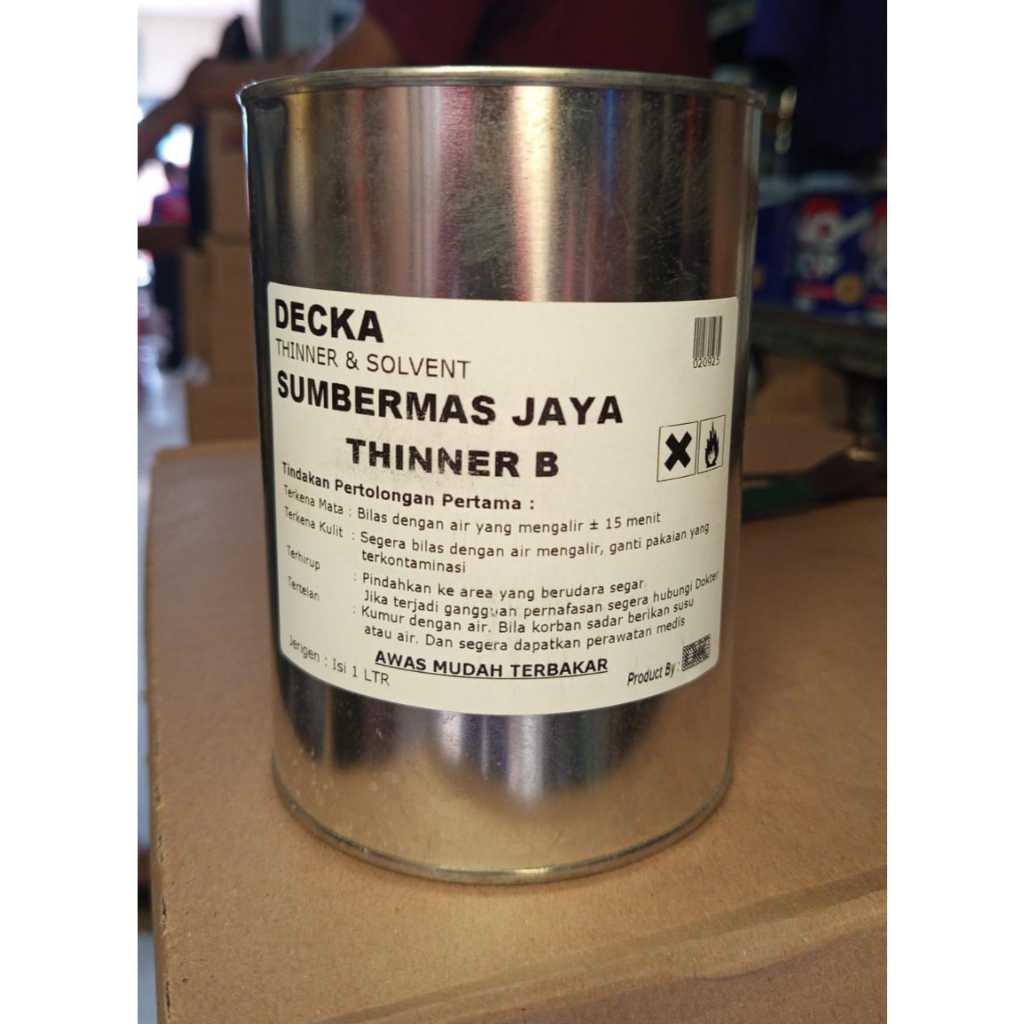 DECKA
THINNER & SOLVENT
020925
SUMBERMAS JAYA
THINNER B
Tindakan Pertolongan Pertama :
Terkena Mata : Bilas dengan air yang mengalir ± 15 menit
Terkena Kulit : Segera bilas dengan air mengalir, ganti pakaian yang
terkontaminasi
Terhirup : Pindahkan ke area yang berudara segar.
Jika terjadi gangguan pernafasan segera hubungi Dokter
Tertelan : Kumur dengan air. Bila korban sadar berikan susu
atau air. Dan segera dapatkan perawatan medis
AWAS MUDAH TERBAKAR
Jerigen : Isi 1 LTR
Product By :